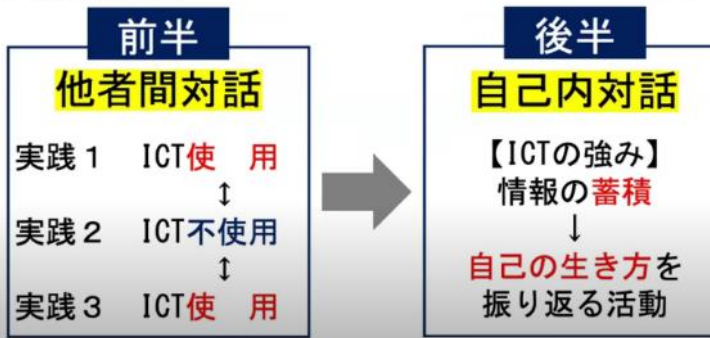 前半
他者間対話
実践1 ICT使 用
↕
実践2 ICT不使用
↕
実践3 ICT使 用
後半
自己内対話
【ICTの強み】
情報の蓄積
↓
自己の生き方を
振り返る活動